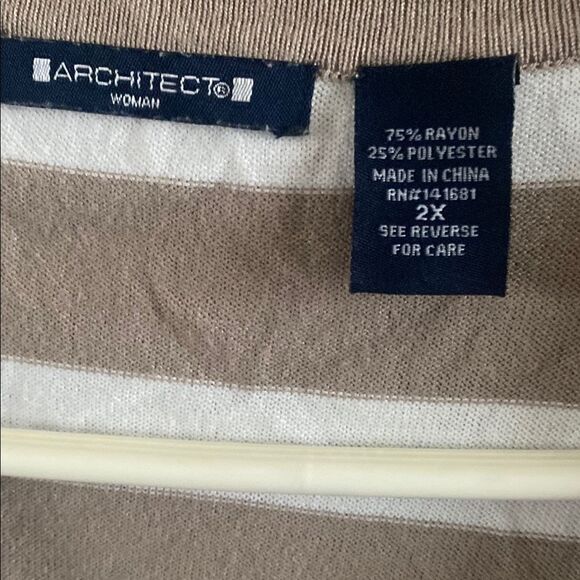 ARCHITECT®
WOMAN
75% RAYON
25% POLYESTER
MADE IN CHINA
RN#141681
2X
SEE REVERSE
FOR CARE